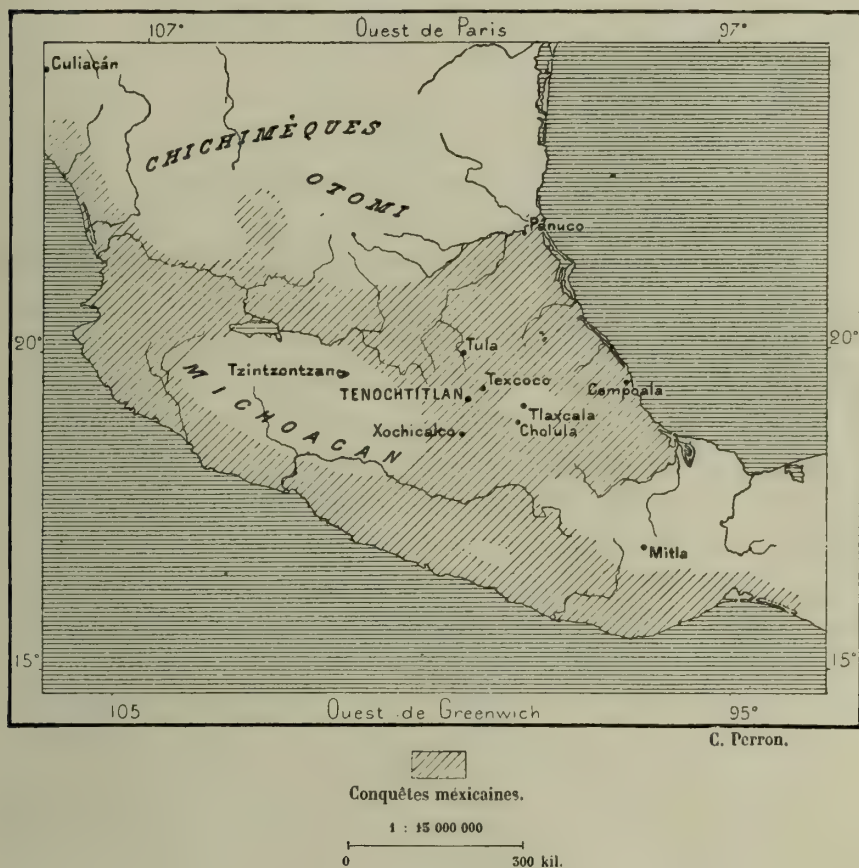 107° Ouest de Paris 97°
Culiacán
CHICHIMÈQUES
OTOMI
Pánuco
20° 20°
Tula
Tzintzontzan
Texcoco
Cempoala
TENOCHTITLAN
MICHOACAN
Tlaxcala
Xochicalco
Cholula
Mitla
15° 15°
105 Ouest de Greenwich 95°
C. Perron.
Conquêtes méxicaines.
1 : 15 000 000
0 300 kil.